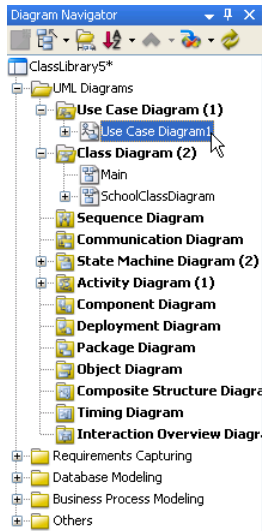 Diagram Navigator
ClassLibrary5*
UML Diagrams
Use Case Diagram (1)
Use Case Diagram1
Class Diagram (2)
Main
SchoolClassDiagram
Sequence Diagram
Communication Diagram
State Machine Diagram (2)
Activity Diagram (1)
Component Diagram
Deployment Diagram
Package Diagram
Object Diagram
Composite Structure Diagra
Timing Diagram
Interaction Overview Diagr
Requirements Capturing
Database Modeling
Business Process Modeling
Others